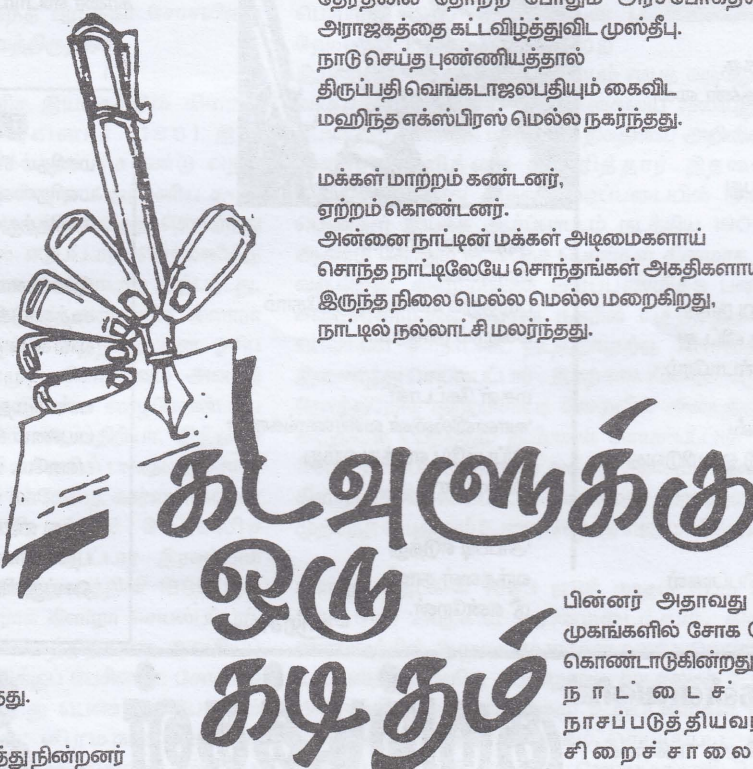 அராஜகத்தை கட்டவிழ்த்துவிட முஸ்தீபு.
நாடு செய்த புண்ணியத்தால்
திருப்பதி வெங்கடாஜலபதியும் கைவிட
மஹிந்த எக்ஸ்பிரஸ் மெல்ல நகர்ந்தது.
மக்கள் மாற்றம் கண்டனர்,
ஏற்றம் கொண்டனர்.
அன்னை நாட்டின் மக்கள் அடிமைகளாய்
சொந்த நாட்டிலேயே சொந்தங்கள் அகதிகளாய்
இருந்த நிலை மெல்ல மெல்ல மறைகிறது,
நாட்டில் நல்லாட்சி மலர்ந்தது.
கடவுளுக்கு
ஒரு
கடிதம்
பின்னர் அதாவது
முகங்களில் சோக
கொண்டாடுகின்றது
நாட்டைச்
நாசப்படுத்திய
சிறைச்சாலை
நின்றனர்